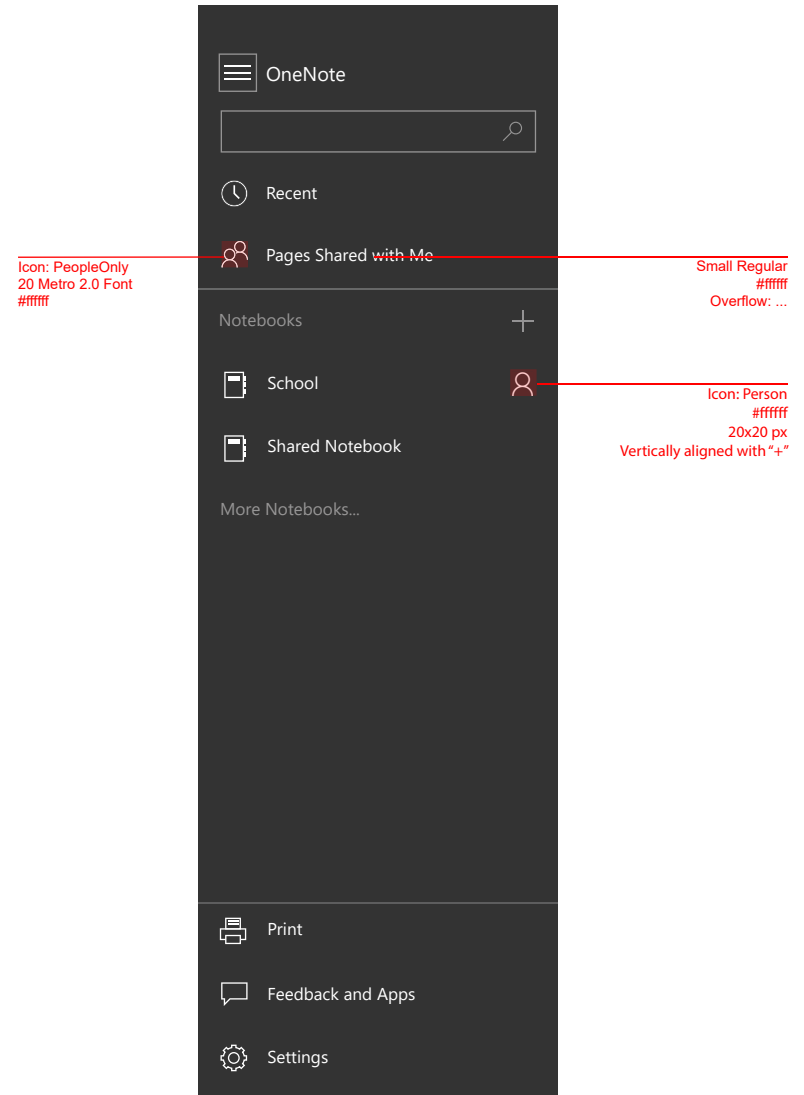 OneNote
Recent
Pages Shared with Me
Icon: PeopleOnly
20 Metro 2.0 Font
#ffffff
Small Regular
#ffffff
Overflow: ...
Notebooks
School
Icon: Person
#ffffff
20x20 px
Vertically aligned with “+”
Shared Notebook
More Notebooks...
Print
Feedback and Apps
Settings